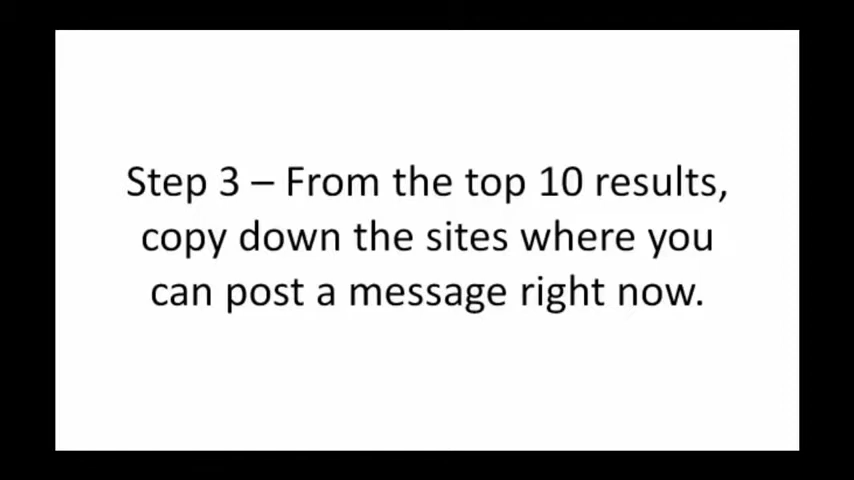 Step 3 – From the top 10 results,
copy down the sites where you
can post a message right now.